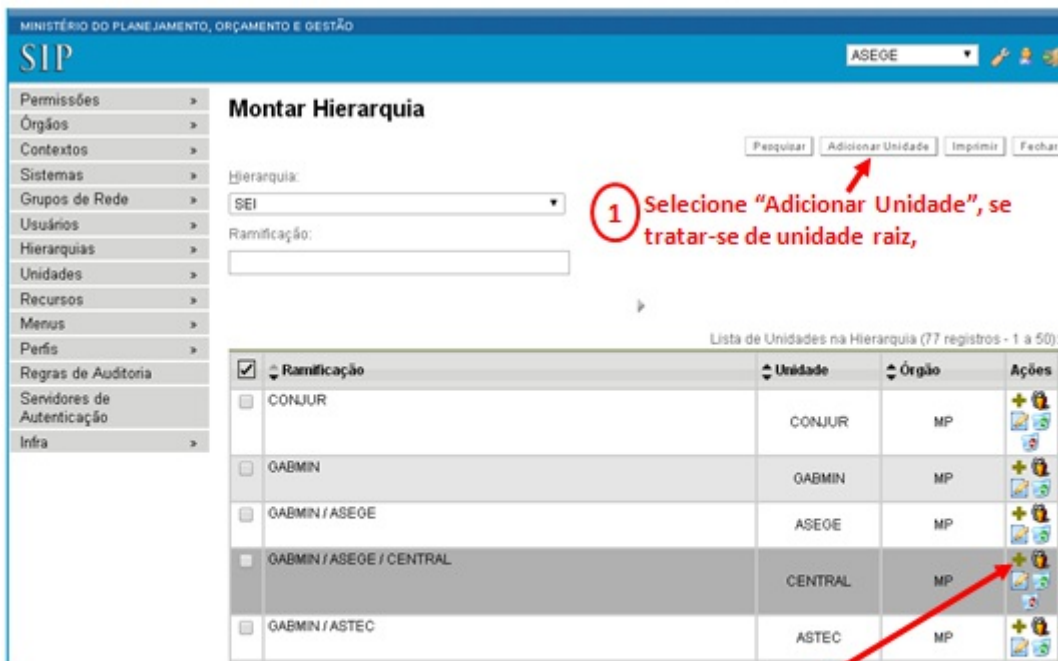 MINISTÉRIO DO PLANEJAMENTO, ORÇAMENTO E GESTÃO
SIP
ASEGE
Permissões »
Órgãos »
Contextos »
Sistemas »
Grupos de Rede »
Usuários »
Hierarquias »
Unidades »
Recursos »
Menus »
Perfis »
Regras de Auditoria
Servidores de
Autenticação
Infra »
Montar Hierarquia
Pesquisar Adicionar Unidade Imprimir Fechar
Hierarquia:
SEI
Ramificação:
1 Selecione “Adicionar Unidade”, se
tratar-se de unidade raiz,
Lista de Unidades na Hierarquia (77 registros - 1 a 50):
Ramificação Unidade Órgão Ações
CONJUR CONJUR MP
GABMIN GABMIN MP
GABMIN / ASEGE ASEGE MP
GABMIN / ASEGE / CENTRAL CENTRAL MP
GABMIN / ASTEC ASTEC MP